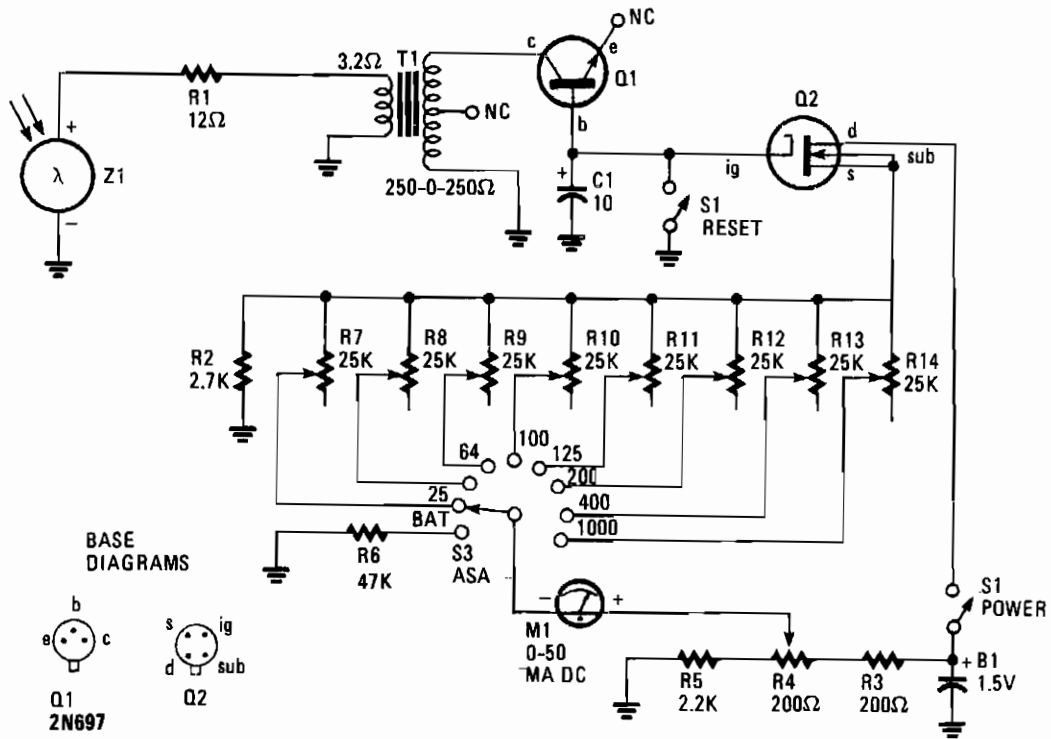 NC
c
e
Q1
b
3.2Ω
T1
R1
12Ω
NC
250-0-250Ω
+
λ
Z1
−
+
C1
10
S1
RESET
ig
Q2
d
sub
s
R2
2.7K
R7
25K
R8
25K
R9
25K
R10
25K
R11
25K
R12
25K
R13
25K
R14
25K
64
100
125
200
25
400
BAT
1000
R6
47K
S3
ASA
BASE
DIAGRAMS
b
e
c
Q1
2N697
s
ig
d
sub
Q2
−
+
M1
0-50
MA DC
R5
2.2K
R4
200Ω
R3
200Ω
S1
POWER
+
B1
1.5V